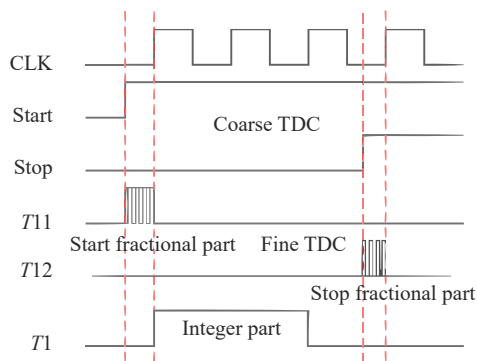 CLK
Start
Coarse TDC
Stop
T11
Start fractional part
Fine TDC
T12
Stop fractional part
Integer part
T1